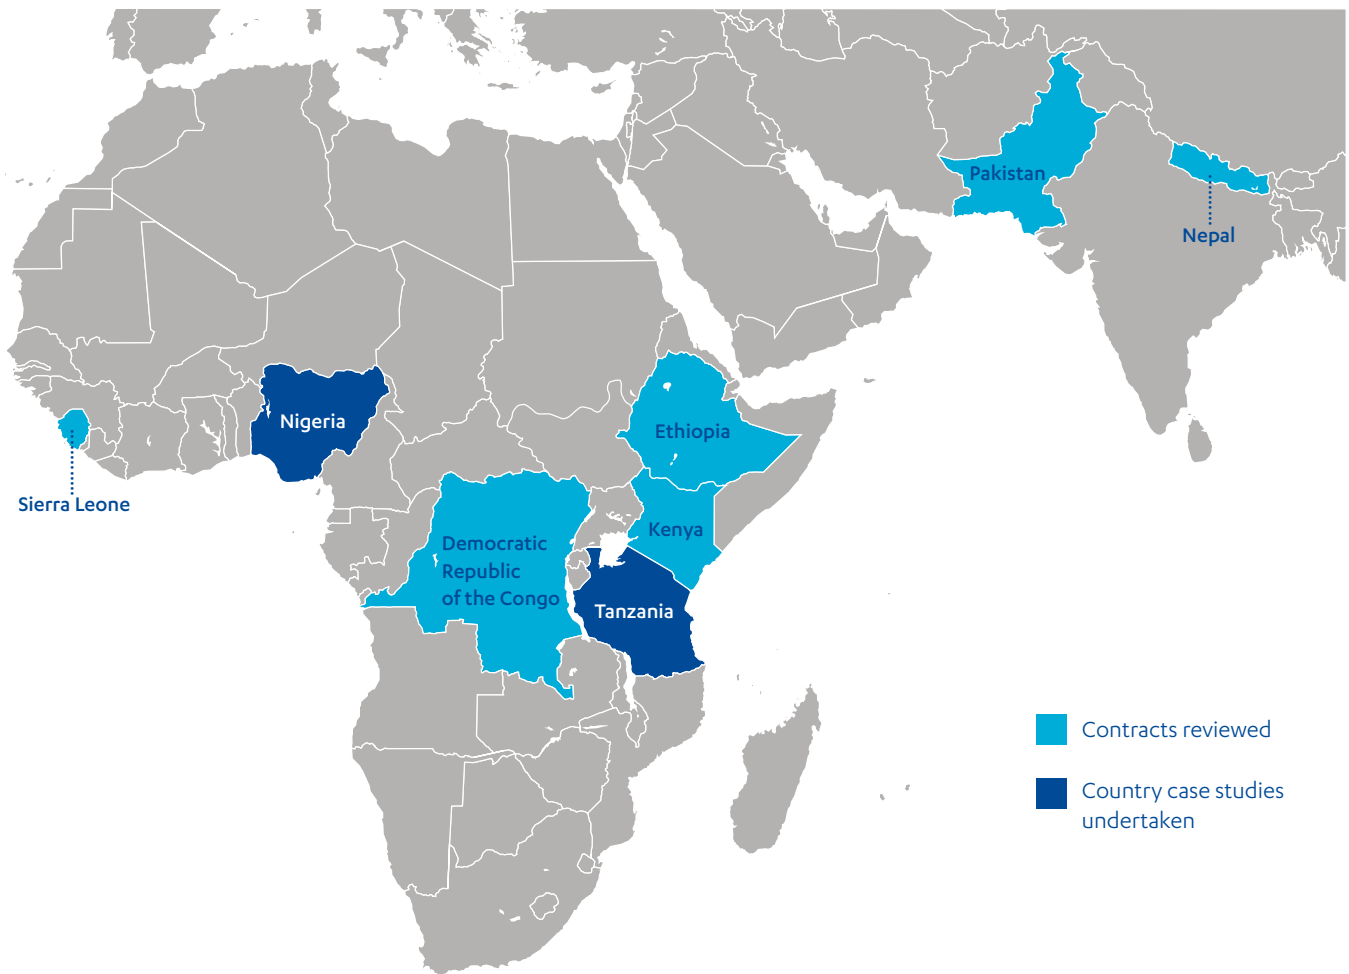 Pakistan
Nepal
Nigeria
Ethiopia
Sierra Leone
Kenya
Democratic
Republic
of the Congo
Tanzania
Contracts reviewed
Country case studies
undertaken